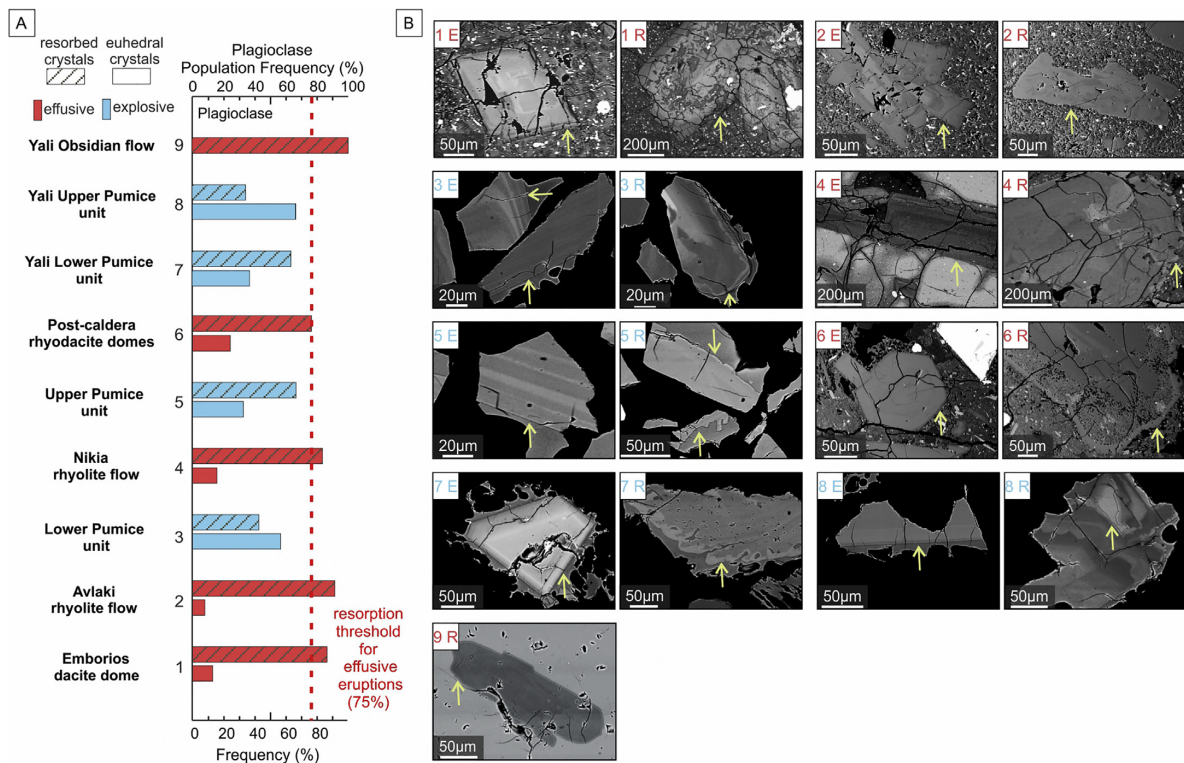 A
resorbed
crystals
euhedral
crystals
effusive
explosive
Plagioclase
Population Frequency (%)
0 20 40 60 80 100
Plagioclase
Yali Obsidian flow
9
Yali Upper Pumice
unit
8
Yali Lower Pumice
unit
7
Post-caldera
rhyodacite domes
6
Upper Pumice
unit
5
Nikia
rhyolite flow
4
Lower Pumice
unit
3
Avlaki
rhyolite flow
2
Emborios
dacite dome
1
resorption
threshold
for
effusive
eruptions
(75%)
0 20 40 60 80
Frequency (%)
B
1 E
50µm
1 R
200µm
2 E
50µm
2 R
50µm
3 E
20µm
3 R
20µm
4 E
200µm
4 R
200µm
5 E
20µm
5 R
50µm
6 E
50µm
6 R
50µm
7 E
50µm
7 R
50µm
8 E
50µm
8 R
50µm
9 R
50µm